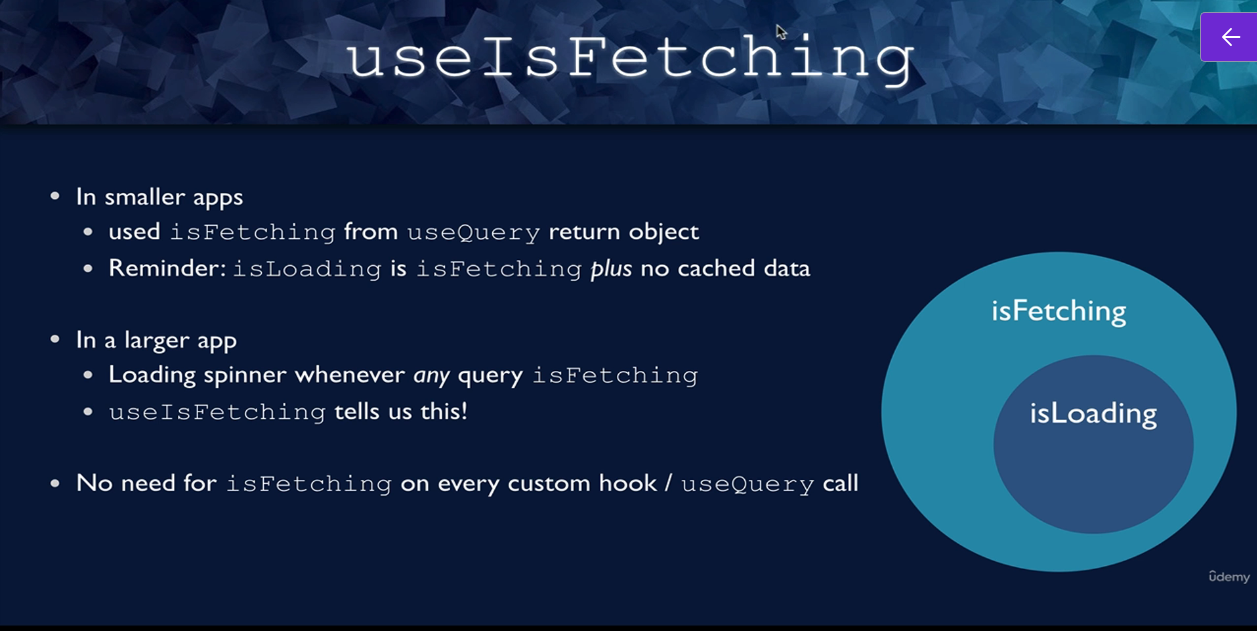 useIsFetching
• In smaller apps
• used isFetching from useQuery return object
• Reminder: isLoading is isFetching plus no cached data
• In a larger app
• Loading spinner whenever any query isFetching
• useIsFetching tells us this!
• No need for isFetching on every custom hook / useQuery call
isFetching
isLoading
ûdemy